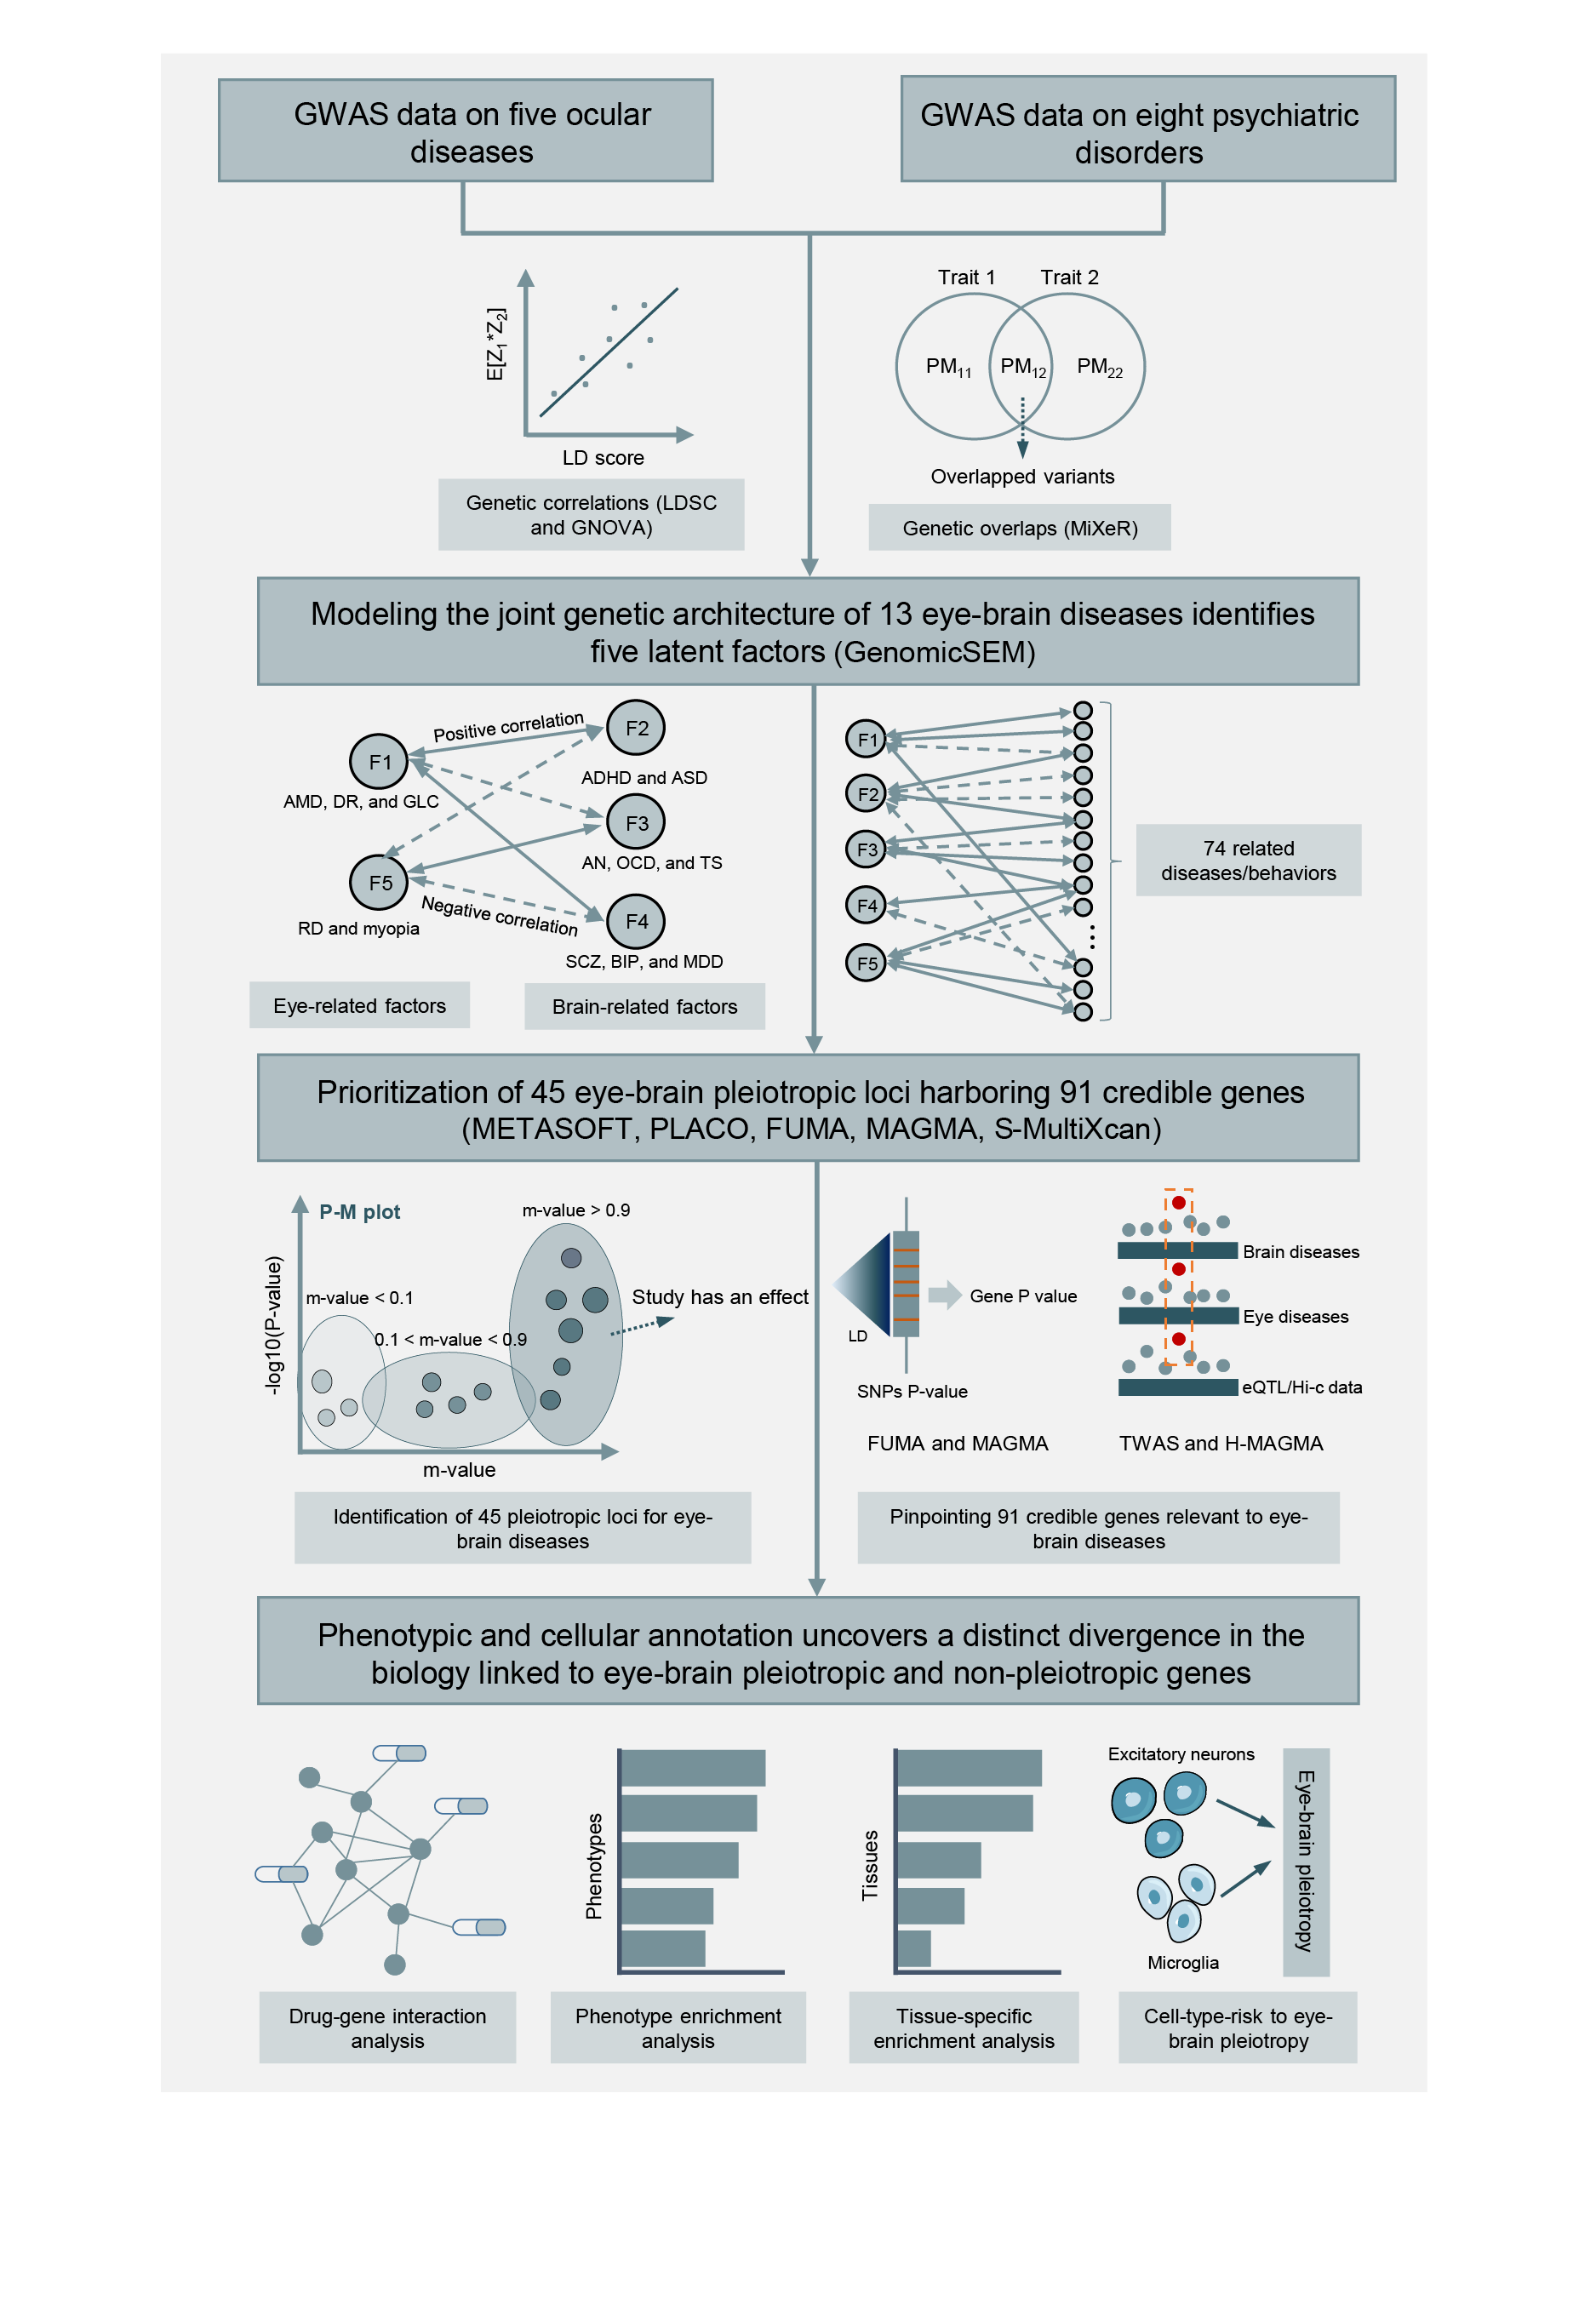 GWAS data on five ocular
diseases
GWAS data on eight psychiatric
disorders
E[Z1*Z2]
LD score
Genetic correlations (LDSC
and GNOVA)
Trait 1
Trait 2
PM11
PM12
PM22
Overlapped variants
Genetic overlaps (MiXeR)
Modeling the joint genetic architecture of 13 eye-brain diseases identifies
five latent factors (GenomicSEM)
Positive correlation
F1
AMD, DR, and GLC
F2
ADHD and ASD
F3
AN, OCD, and TS
F5
RD and myopia
Negative correlation
F4
SCZ, BIP, and MDD
Eye-related factors
Brain-related factors
F1
F2
F3
F4
F5
74 related
diseases/behaviors
Prioritization of 45 eye-brain pleiotropic loci harboring 91 credible genes
(METASOFT, PLACO, FUMA, MAGMA, S-MultiXcan)
P-M plot
-log10(P-value)
m-value < 0.1
0.1 < m-value < 0.9
m-value > 0.9
Study has an effect
m-value
Identification of 45 pleiotropic loci for eye-
brain diseases
LD
Gene P value
SNPs P-value
FUMA and MAGMA
Brain diseases
Eye diseases
eQTL/Hi-c data
TWAS and H-MAGMA
Pinpointing 91 credible genes relevant to eye-
brain diseases
Phenotypic and cellular annotation uncovers a distinct divergence in the
biology linked to eye-brain pleiotropic and non-pleiotropic genes
Drug-gene interaction
analysis
Phenotypes
Phenotype enrichment
analysis
Tissues
Tissue-specific
enrichment analysis
Excitatory neurons
Microglia
Eye-brain pleiotropy
Cell-type-risk to eye-
brain pleiotropy